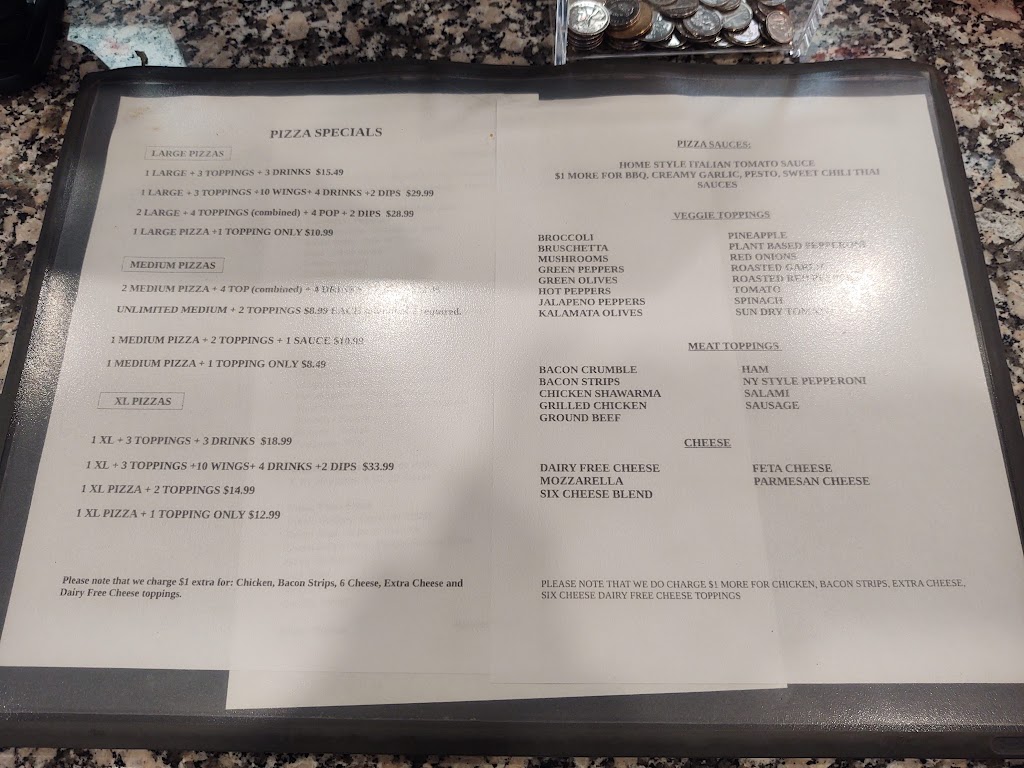 PIZZA SPECIALS
LARGE PIZZAS
1 LARGE + 3 TOPPINGS + 3 DRINKS $15.49
1 LARGE + 3 TOPPINGS +10 WINGS+ 4 DRINKS +2 DIPS $29.99
2 LARGE + 4 TOPPINGS (combined) + 4 POP + 2 DIPS $28.99
1 LARGE PIZZA +1 TOPPING ONLY $10.99
MEDIUM PIZZAS
2 MEDIUM PIZZA + 4 TOP (combined) + 4
UNLIMITED MEDIUM + 2 TOPPINGS $8.99 EACH required.
1 MEDIUM PIZZA + 2 TOPPINGS + 1 SAUCE $10.99
1 MEDIUM PIZZA + 1 TOPPING ONLY $8.49
XL PIZZAS
1 XL + 3 TOPPINGS + 3 DRINKS $18.99
1 XL + 3 TOPPINGS +10 WINGS+ 4 DRINKS +2 DIPS $33.99
1 XL PIZZA + 2 TOPPINGS $14.99
1 XL PIZZA + 1 TOPPING ONLY $12.99
Please note that we charge $1 extra for: Chicken, Bacon Strips, 6 Cheese, Extra Cheese and
Dairy Free Cheese toppings.
PIZZA SAUCES:
HOME STYLE ITALIAN TOMATO SAUCE
$1 MORE FOR BBQ, CREAMY GARLIC, PESTO, SWEET CHILI THAI
SAUCES
VEGGIE TOPPINGS
BROCCOLI
BRUSCHETTA
MUSHROOMS
GREEN PEPPERS
GREEN OLIVES
HOT PEPPERS
JALAPENO PEPPERS
KALAMATA OLIVES
PINEAPPLE
PLANT BASED PEPPERONI
RED ONIONS
ROASTED GARLIC
ROASTED RED
TOMATO
SPINACH
SUN DRY TOMATO
MEAT TOPPINGS
BACON CRUMBLE
BACON STRIPS
CHICKEN SHAWARMA
GRILLED CHICKEN
GROUND BEEF
HAM
NY STYLE PEPPERONI
SALAMI
SAUSAGE
CHEESE
DAIRY FREE CHEESE
MOZZARELLA
SIX CHEESE BLEND
FETA CHEESE
PARMESAN CHEESE
PLEASE NOTE THAT WE DO CHARGE $1 MORE FOR CHICKEN, BACON STRIPS, EXTRA CHEESE,
SIX CHEESE DAIRY FREE CHEESE TOPPINGS